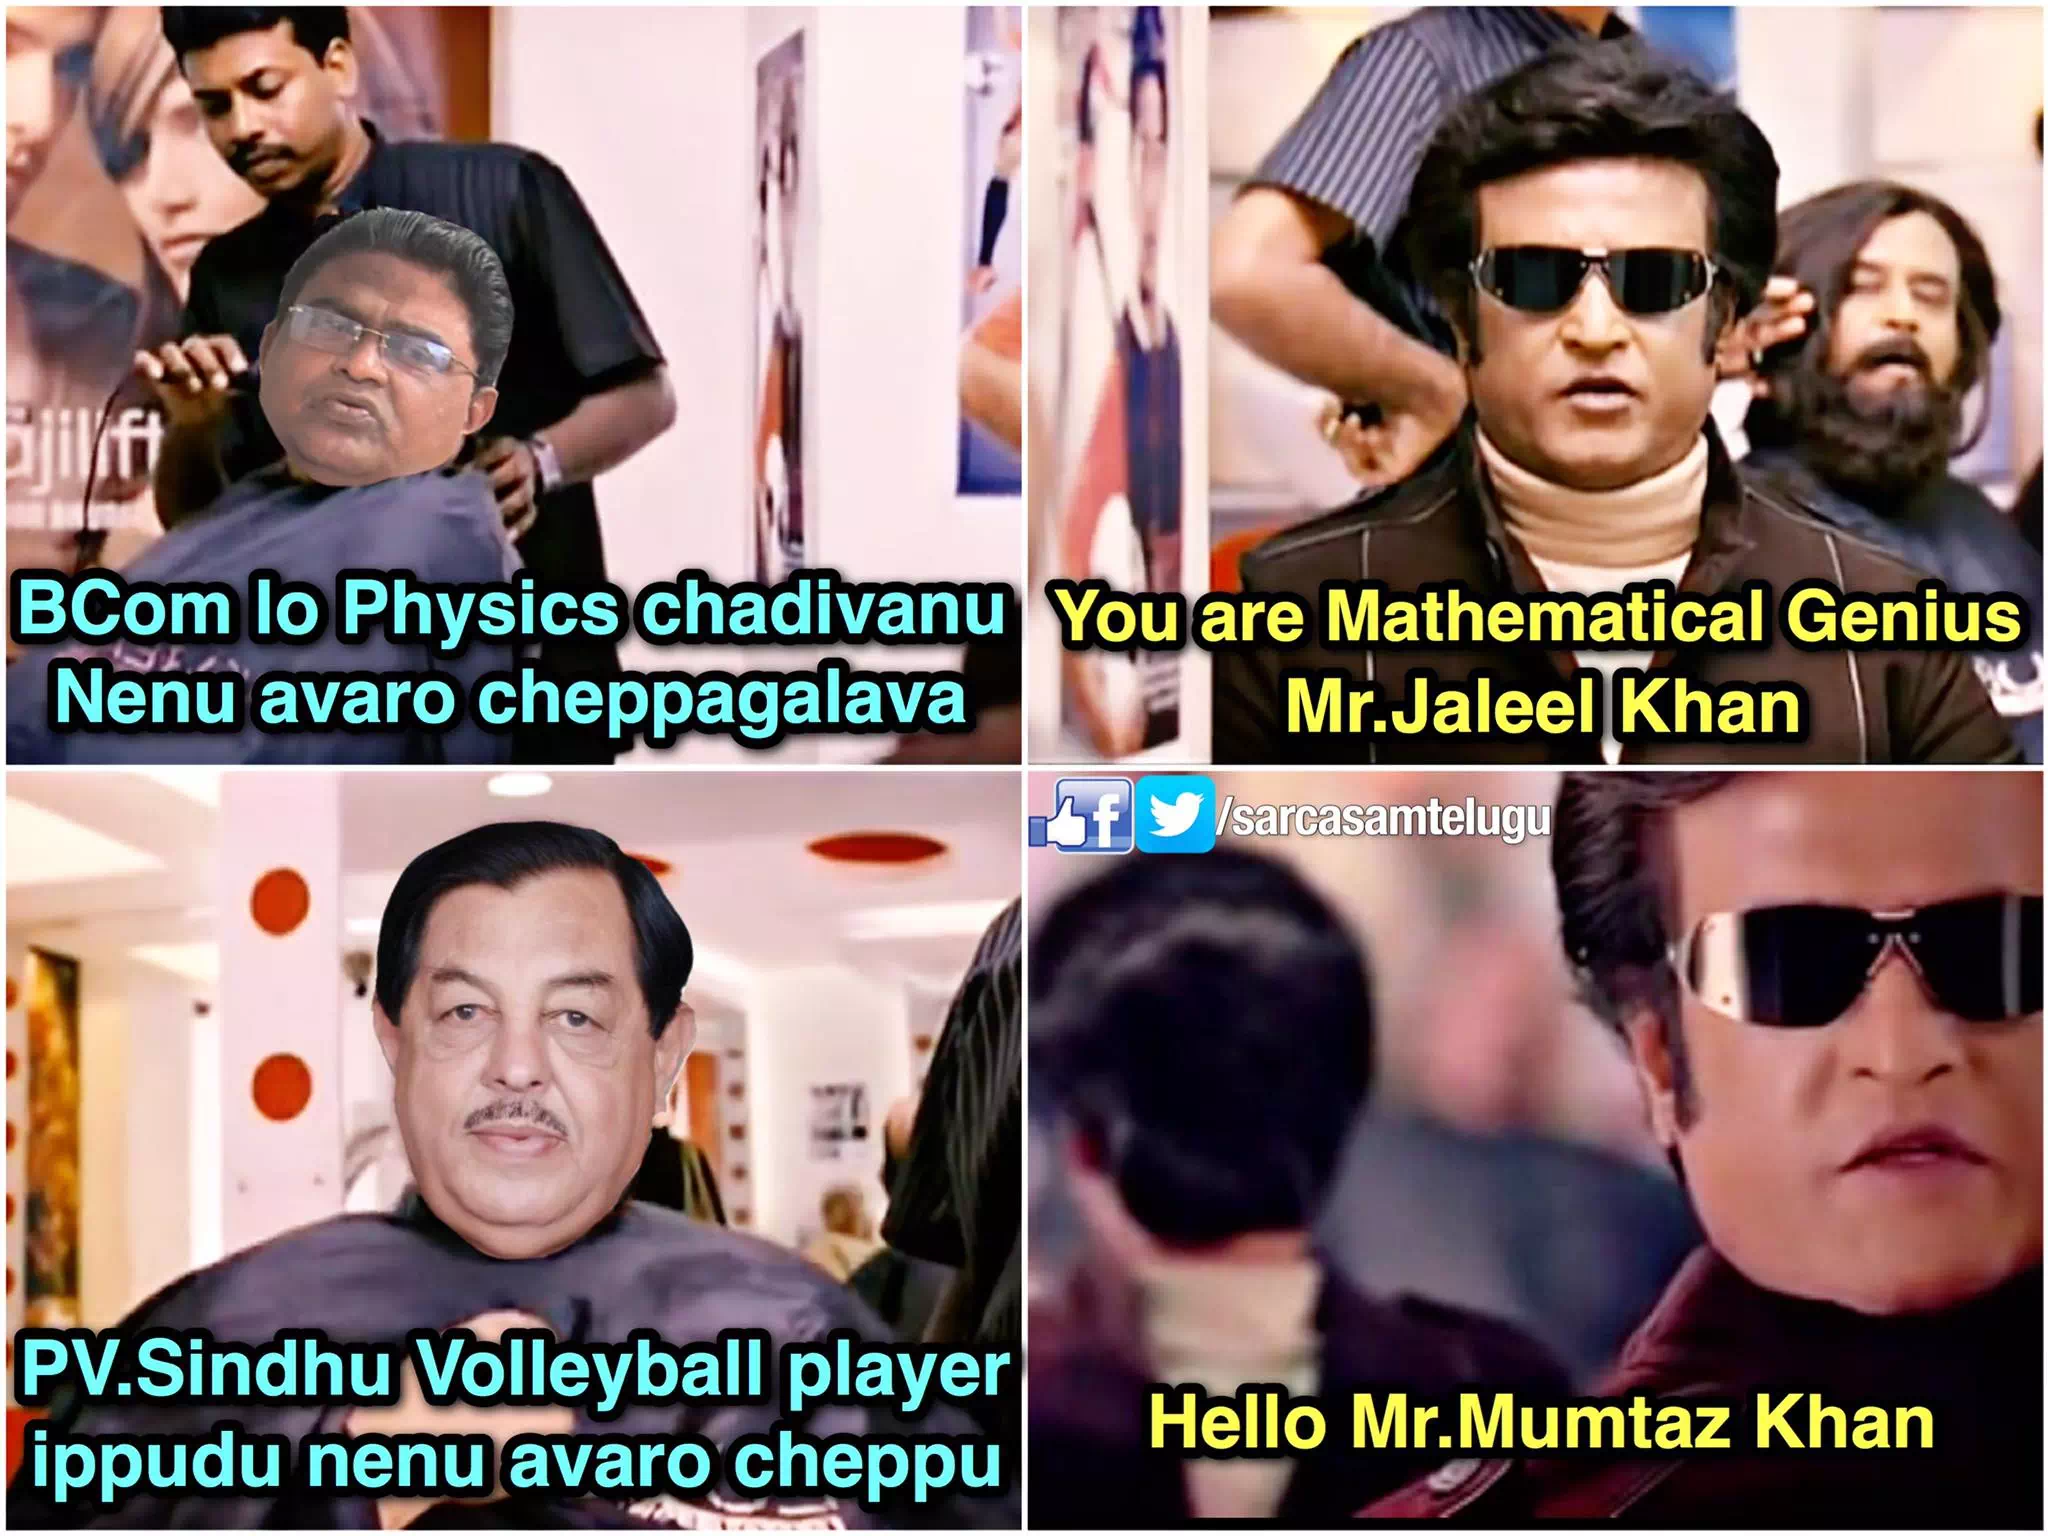 BCom lo Physics chadivanu
Nenu avaro cheppagalava
You are Mathematical Genius
Mr.Jaleel Khan
/sarcasamtelugu
PV.Sindhu Volleyball player
ippudu nenu avaro cheppu
Hello Mr.Mumtaz Khan